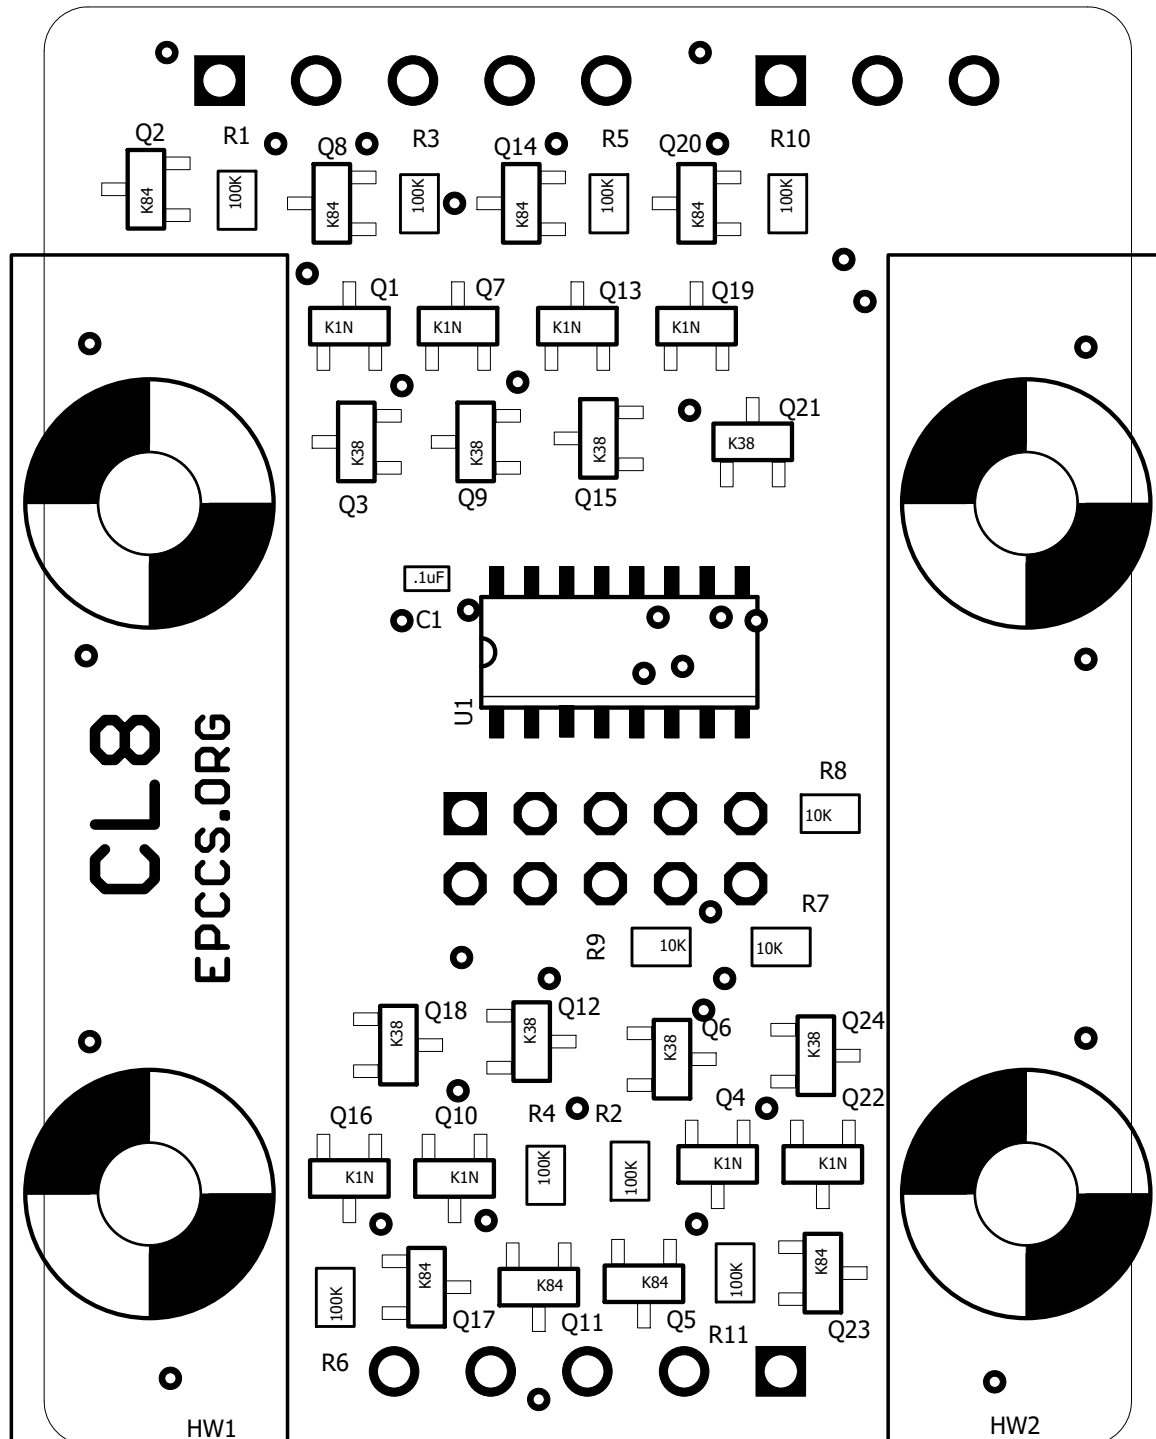 Q2 R1 Q8 R3 Q14 R5 Q20 R10
K84 100K K84 100K K84 100K K84 100K
Q1 Q7 Q13 Q19
K1N K1N K1N K1N
Q21
K38 K38 K38 K38
Q3 Q9 Q15
.1uF
C1
U1
CL8
EPCCS.ORG
R8
10K
R7
R9 10K 10K
Q18 Q12 Q6 Q24
K38 K38 K38 K38
Q16 Q10 R4 R2 Q4 Q22
K1N K1N 100K 100K K1N K1N
100K K84 K84 K84 100K K84
Q17 Q11 Q5 R11 Q23
R6
HW1 HW2